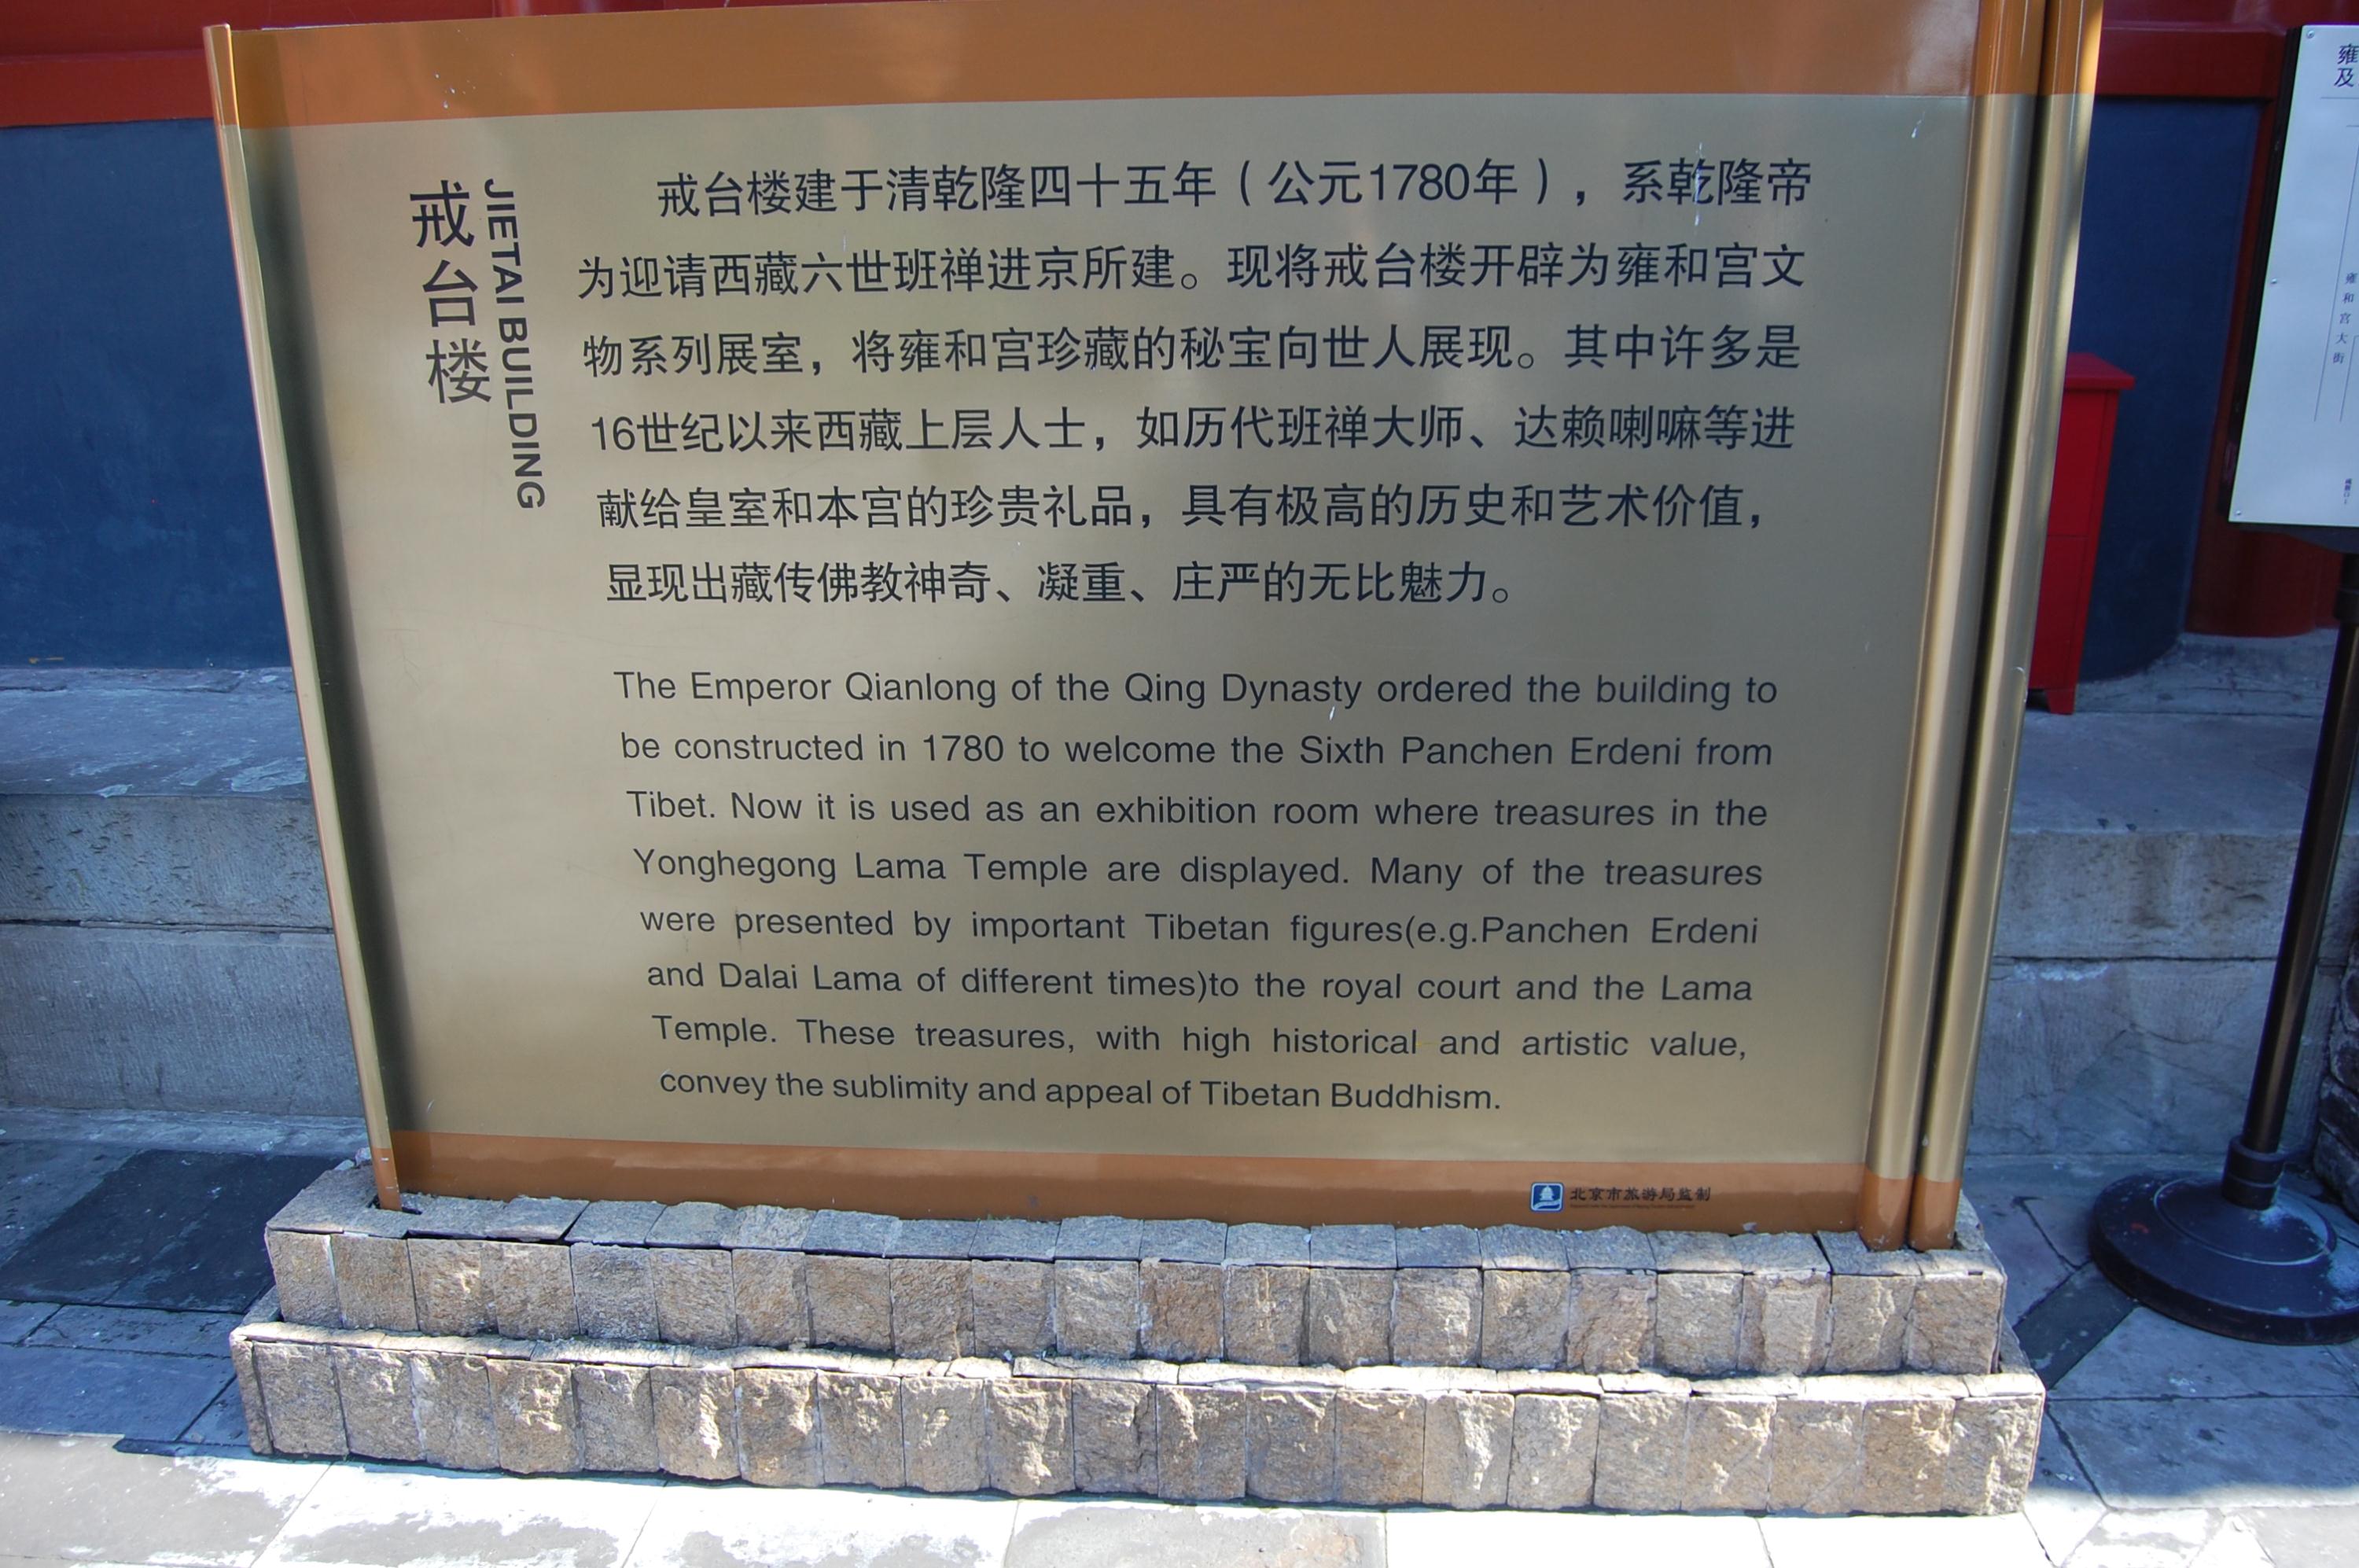 戒台楼
JIETAI BUILDING
戒台楼建于清乾隆四十五年（公元1780年），系乾隆帝
为迎请西藏六世班禅进京所建。现将戒台楼开辟为雍和宫文
物系列展室，将雍和宫珍藏的秘宝向世人展现。其中许多是
16世纪以来西藏上层人士，如历代班禅大师、达赖喇嘛等进
献给皇室和本宫的珍贵礼品，具有极高的历史和艺术价值，
显现出藏传佛教神奇、凝重、庄严的无比魅力。
The Emperor Qianlong of the Qing Dynasty ordered the building to
be constructed in 1780 to welcome the Sixth Panchen Erdeni from
Tibet. Now it is used as an exhibition room where treasures in the
Yonghegong Lama Temple are displayed. Many of the treasures
were presented by important Tibetan figures(e.g.Panchen Erdeni
and Dalai Lama of different times)to the royal court and the Lama
Temple. These treasures, with high historical and artistic value,
convey the sublimity and appeal of Tibetan Buddhism.
北京市旅游局监制
雍
及
雍和宫大街